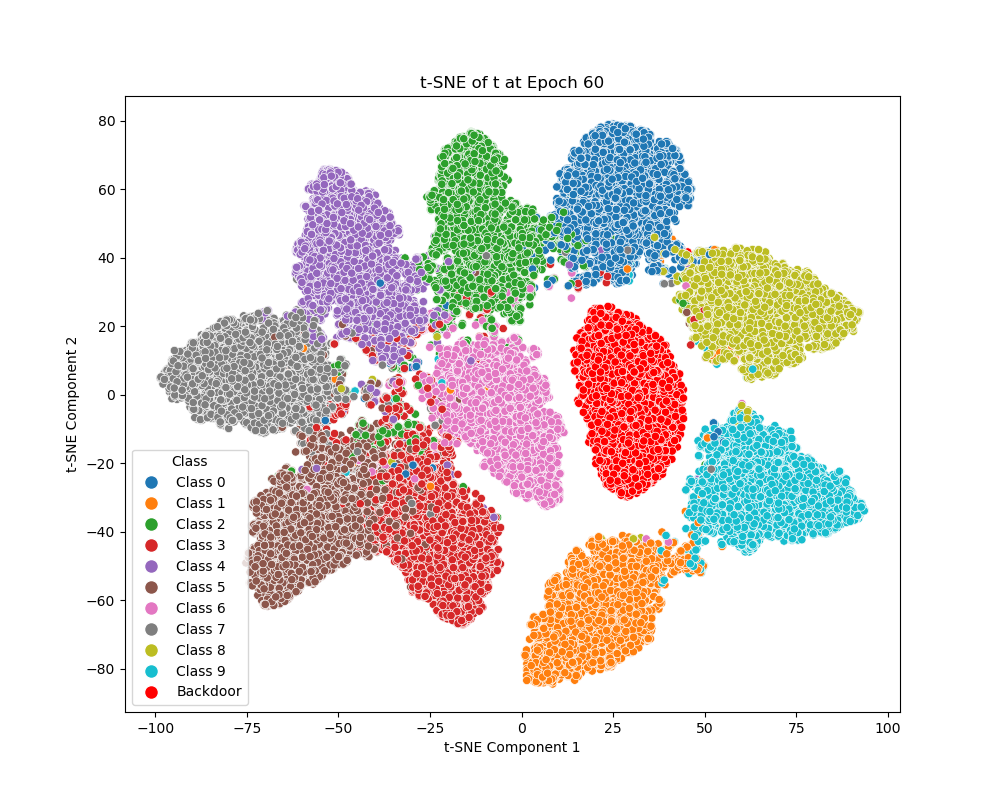 t-SNE of t at Epoch 60
80
60
40
20
0
−20
−40
−60
−80
t-SNE Component 2
Class
Class 0
Class 1
Class 2
Class 3
Class 4
Class 5
Class 6
Class 7
Class 8
Class 9
Backdoor
−100 −75 −50 −25 0 25 50 75 100
t-SNE Component 1